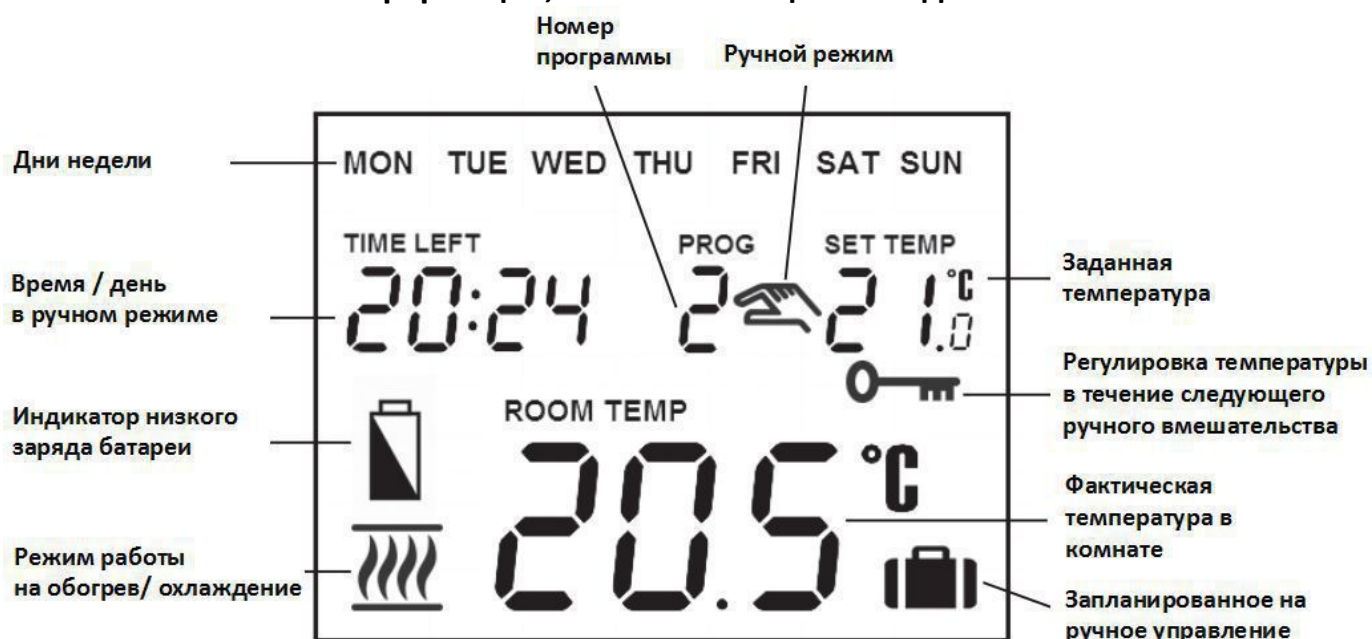 Номер
программы
Ручной режим
Дни недели
MON TUE WED THU FRI SAT SUN
TIME LEFT PROG SET TEMP
Время / день
в ручном режиме
20:24 2 21.0 °C
Заданная
температура
Регулировка температуры
в течение следующего
ручного вмешательства
Индикатор низкого
заряда батареи
ROOM TEMP
20.5 °C
Фактическая
температура в
комнате
Режим работы
на обогрев/ охлаждение
Запланированное на
ручное управление